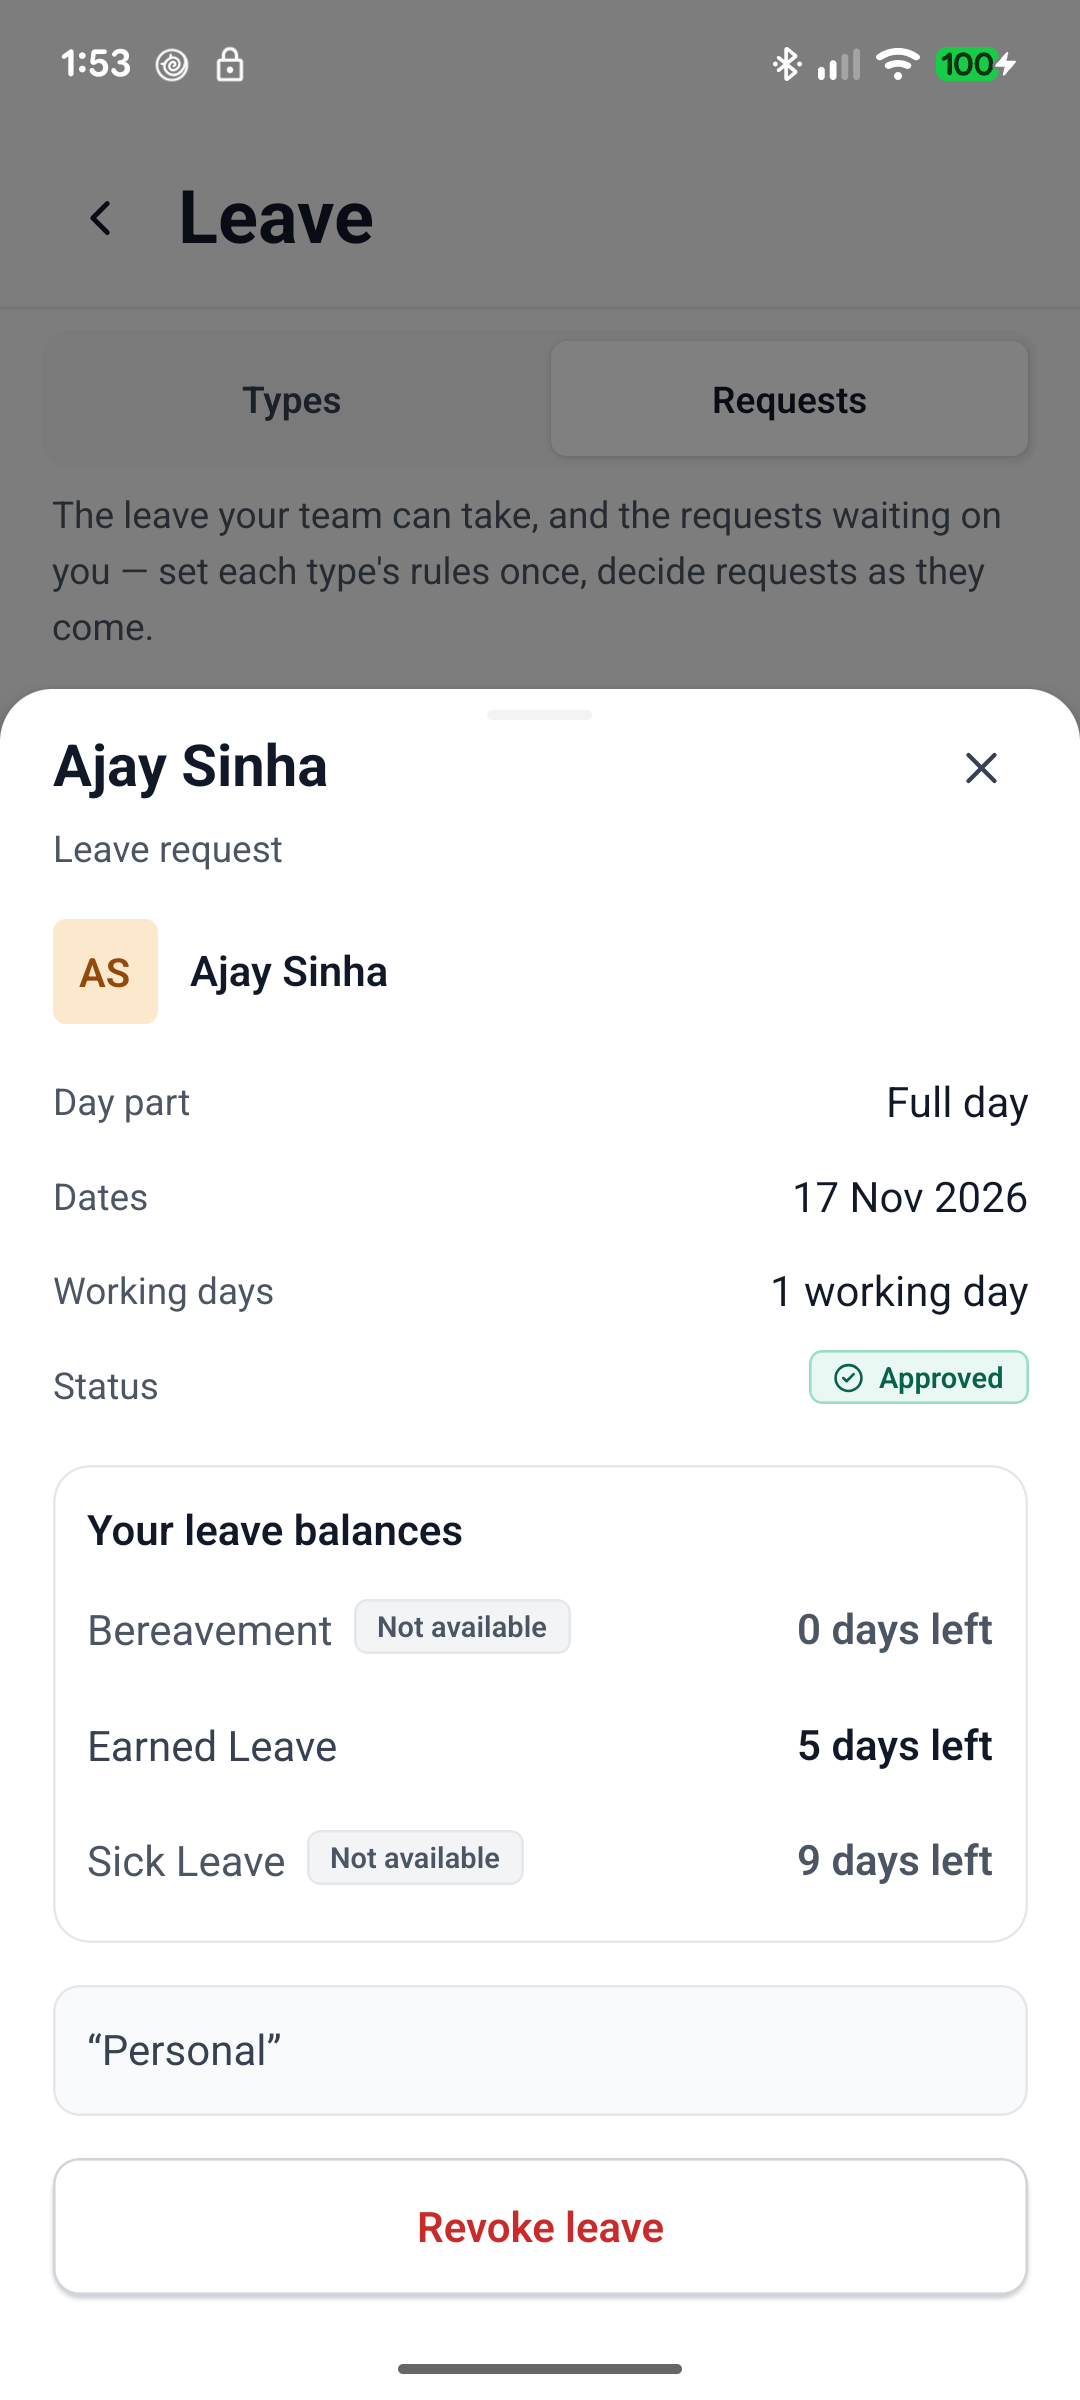 1:53
100
Leave
Types
Requests
The leave your team can take, and the requests waiting on
you — set each type's rules once, decide requests as they
come.
Ajay Sinha
Leave request
AS
Ajay Sinha
Day part
Full day
Dates
17 Nov 2026
Working days
1 working day
Status
Approved
Your leave balances
Bereavement
Not available
0 days left
Earned Leave
5 days left
Sick Leave
Not available
9 days left
“Personal”
Revoke leave